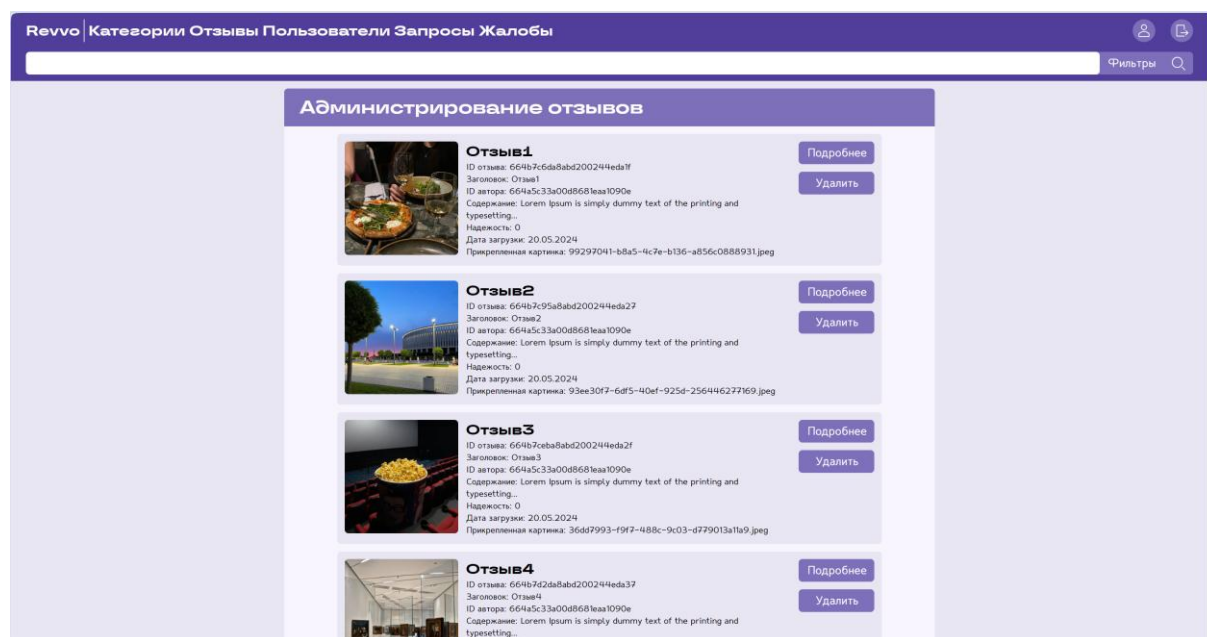 Revvo Категории Отзывы Пользователи Запросы Жалобы
Фильтры
Администрирование отзывов
Отзыв1
Подробнее
ID отзыва: 664b7c6da8abd200244eda1f
Удалить
Заголовок: Отзыв1
ID автора: 664a5c33a00d8681eaa1090e
Содержание: Lorem Ipsum is simply dummy text of the printing and
typesetting...
Надежость: 0
Дата загрузки: 20.05.2024
Прикрепленная картинка: 99297041-b8a5-4c7e-b136-a856c0888931.jpeg
Отзыв2
Подробнее
ID отзыва: 664b7c95a8abd200244eda27
Удалить
Заголовок: Отзыв2
ID автора: 664a5c33a00d8681eaa1090e
Содержание: Lorem Ipsum is simply dummy text of the printing and
typesetting...
Надежость: 0
Дата загрузки: 20.05.2024
Прикрепленная картинка: 93ee30f7-6df5-40ef-925d-256446277169.jpeg
Отзыв3
Подробнее
ID отзыва: 664b7ceba8abd200244eda2f
Удалить
Заголовок: Отзыв3
ID автора: 664a5c33a00d8681eaa1090e
Содержание: Lorem Ipsum is simply dummy text of the printing and
typesetting...
Надежость: 0
Дата загрузки: 20.05.2024
Прикрепленная картинка: 36dd7993-f9f7-488c-9c03-d779013a11a9.jpeg
Отзыв4
Подробнее
ID отзыва: 664b7d2da8abd200244eda37
Удалить
Заголовок: Отзыв4
ID автора: 664a5c33a00d8681eaa1090e
Содержание: Lorem Ipsum is simply dummy text of the printing and
typesetting...